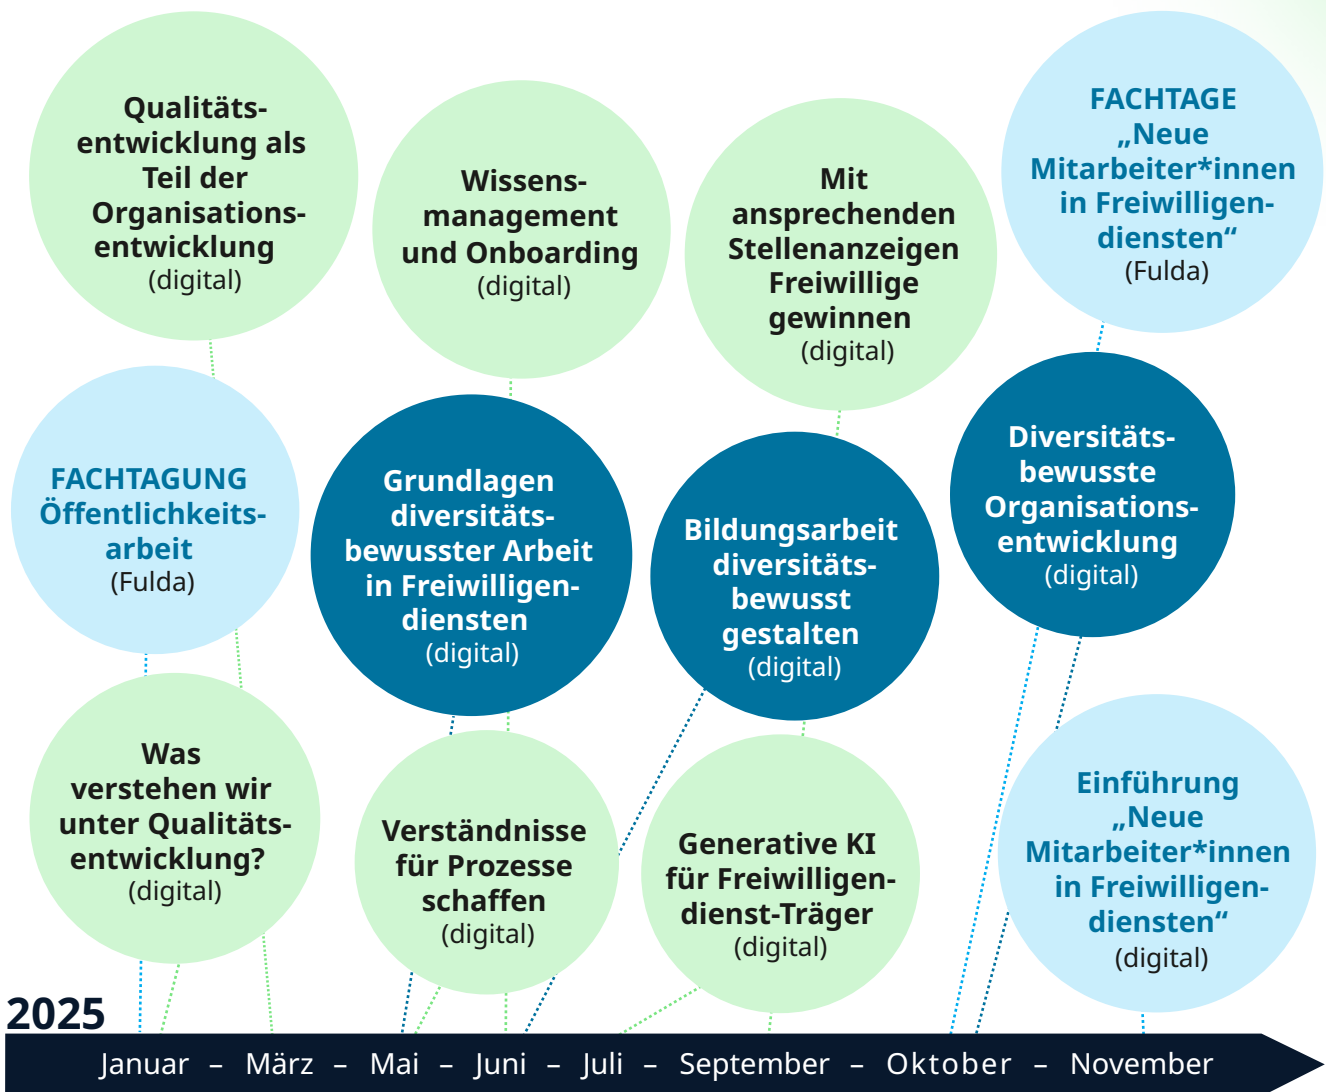 Qualitäts-
entwicklung als
Teil der
Organisations-
entwicklung
(digital)
Wissens-
management
und Onboarding
(digital)
Mit
ansprechenden
Stellenanzeigen
Freiwillige
gewinnen
(digital)
FACHTAGE
„Neue
Mitarbeiter*innen
in Freiwilligen-
diensten“
(Fulda)
FACHTAGUNG
Öffentlichkeits-
arbeit
(Fulda)
Grundlagen
diversitäts-
bewusster Arbeit
in Freiwilligen-
diensten
(digital)
Bildungsarbeit
diversitäts-
bewusst
gestalten
(digital)
Diversitäts-
bewusste
Organisations-
entwicklung
(digital)
Was
verstehen wir
unter Qualitäts-
entwicklung?
(digital)
Verständnisse
für Prozesse
schaffen
(digital)
Generative KI
für Freiwilligen-
dienst-Träger
(digital)
Einführung
„Neue
Mitarbeiter*innen
in Freiwilligen-
diensten“
(digital)
2025
Januar – März – Mai – Juni – Juli – September – Oktober – November